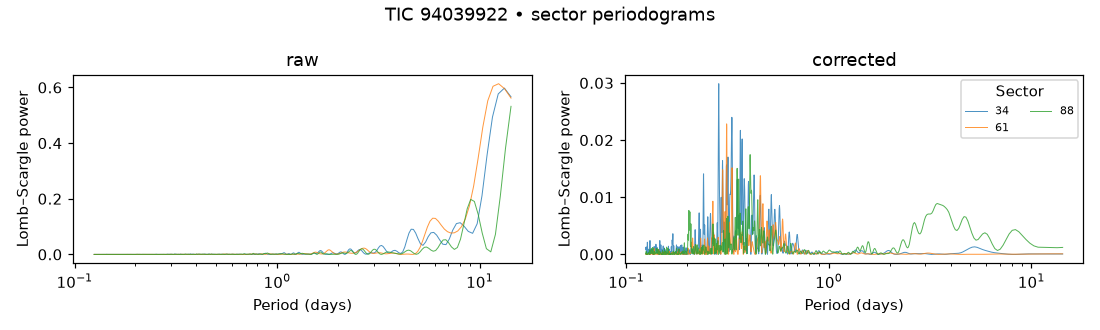 TIC 94039922 • sector periodograms
raw
corrected
Lomb–Scargle power
0.6
0.4
0.2
0.0
10⁻¹
10⁰
10¹
Period (days)
Lomb–Scargle power
0.03
0.02
0.01
0.00
10⁻¹
10⁰
10¹
Period (days)
Sector
34 88
61